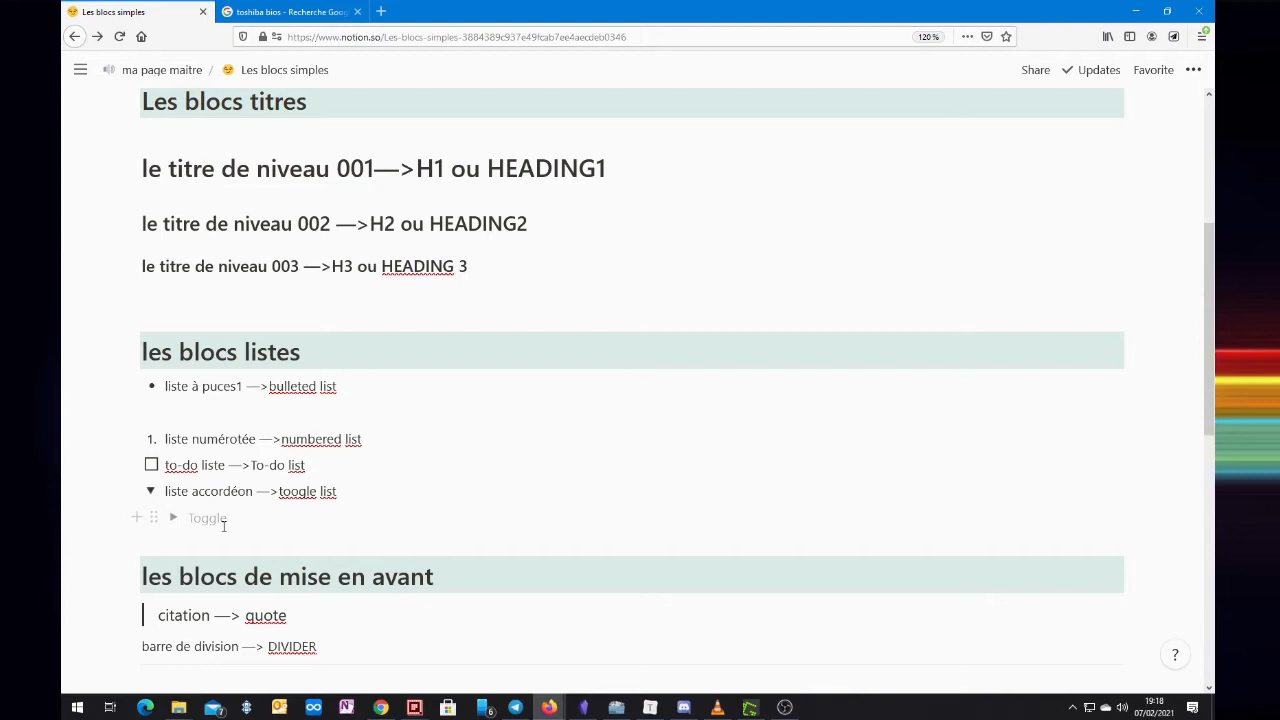 Les blocs simples
toshiba bios - Recherche Goog
https://www.notion.so/Les-blocs-simples-3884389c937e49fcab7ee4aecdeb0346
120 %
ma page maitre / Les blocs simples
Share
Updates
Favorite
Les blocs titres
le titre de niveau 001—>H1 ou HEADING1
le titre de niveau 002 —>H2 ou HEADING2
le titre de niveau 003 —>H3 ou HEADING 3
les blocs listes
• liste à puces1 —>bulleted list
1. liste numérotée —>numbered list
to-do liste —>To-do list
liste accordéon —>toogle list
Toggle
les blocs de mise en avant
citation —> quote
barre de division —> DIVIDER
?
7
6
19:18
07/02/2021